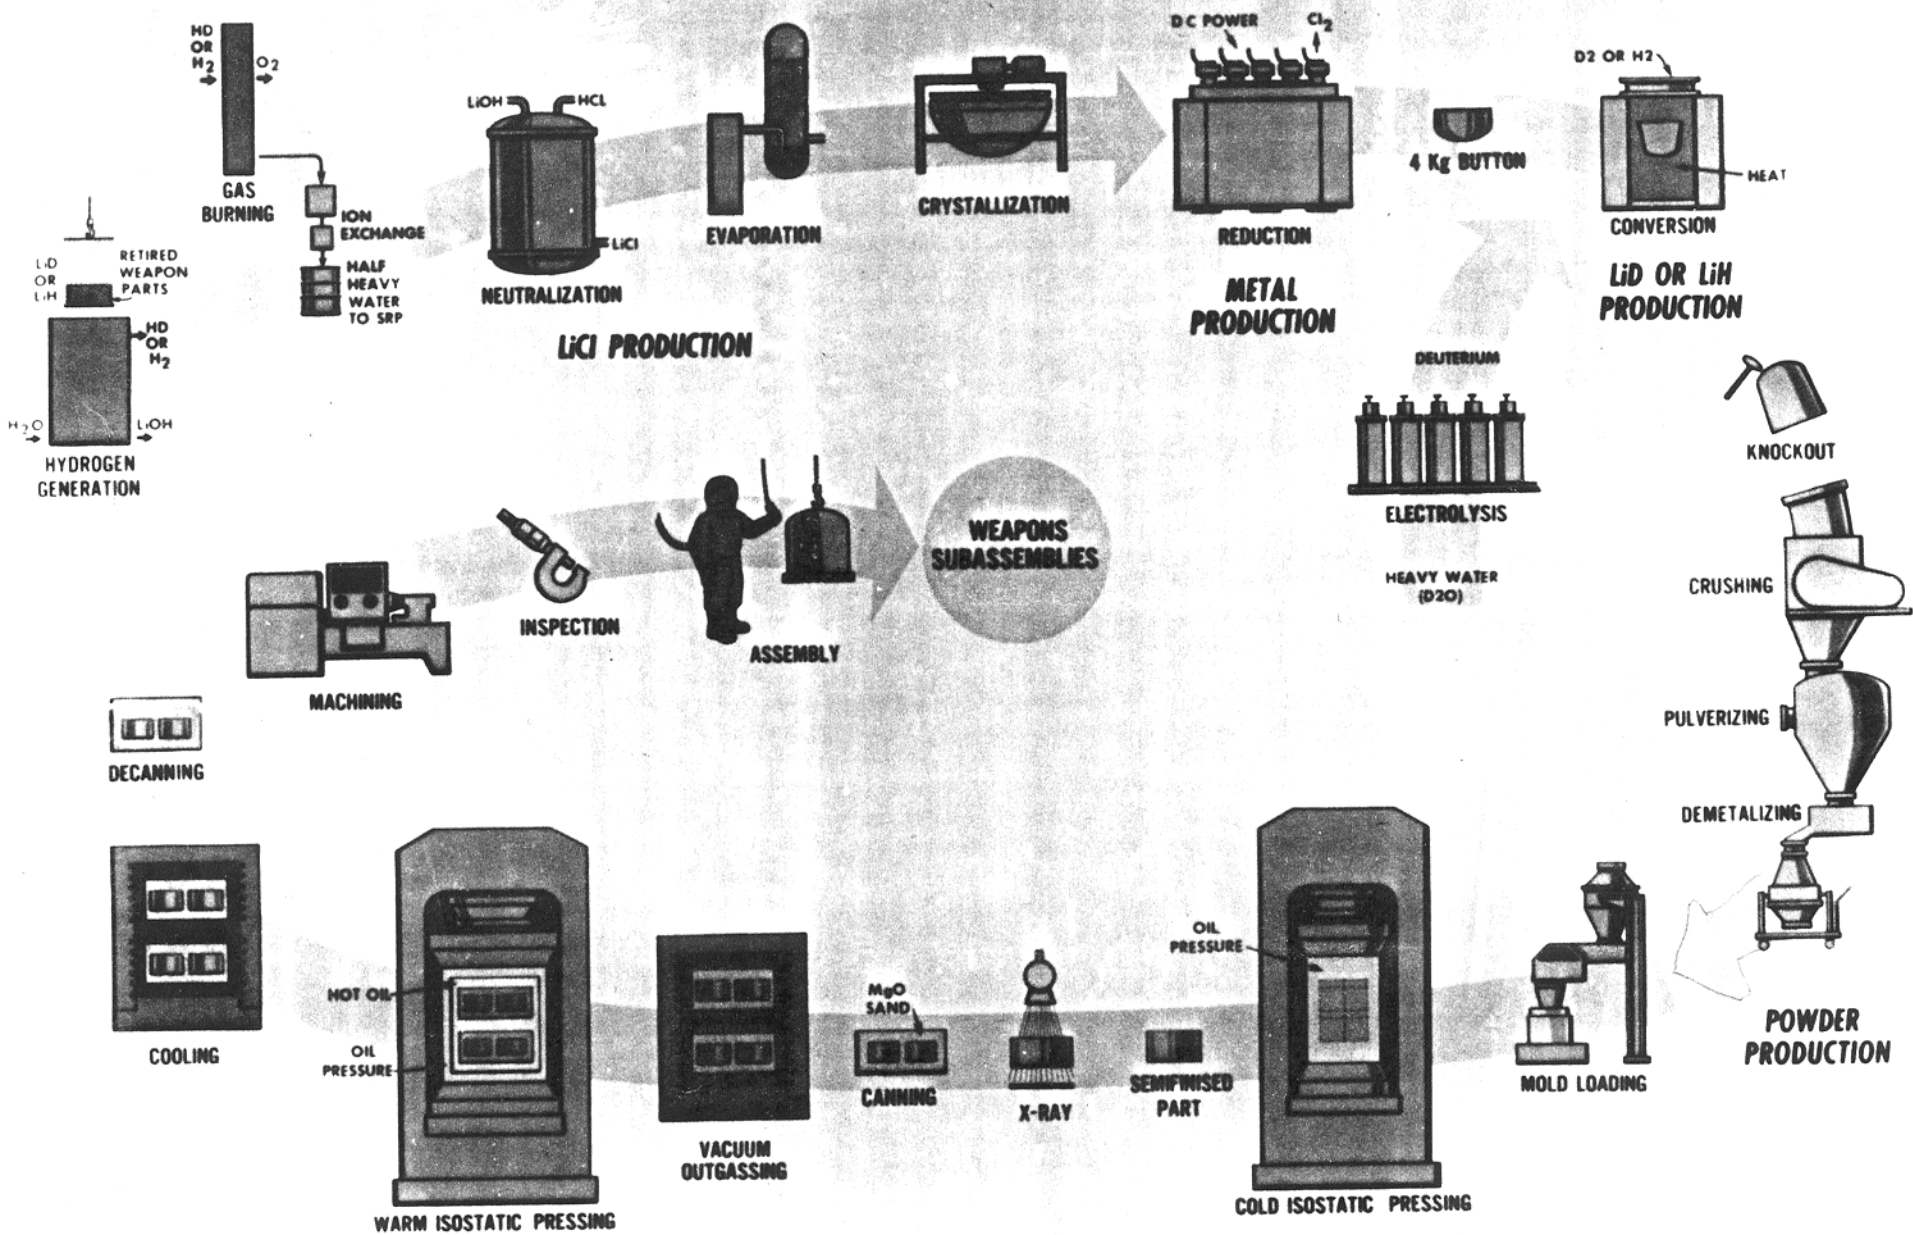 HD
OR
H2
O2
GAS
BURNING
ION
EXCHANGE
HALF
HEAVY
WATER
TO SRP
LiD
OR
LiH
RETIRED
WEAPON
PARTS
HD
OR
H2
H2O
LiOH
HYDROGEN
GENERATION
LiOH
HCL
LiCl
NEUTRALIZATION
EVAPORATION
CRYSTALLIZATION
LiCl PRODUCTION
DC POWER
Cl2
REDUCTION
METAL
PRODUCTION
4 Kg BUTTON
D2 OR H2
HEAT
CONVERSION
LiD OR LiH
PRODUCTION
DEUTERIUM
ELECTROLYSIS
HEAVY WATER
(D2O)
KNOCKOUT
CRUSHING
PULVERIZING
DEMETALIZING
POWDER
PRODUCTION
MOLD LOADING
OIL
PRESSURE
COLD ISOSTATIC PRESSING
SEMIFINISED
PART
X-RAY
MgO
SAND
CANNING
VACUUM
OUTGASSING
HOT OIL
OIL
PRESSURE
WARM ISOSTATIC PRESSING
COOLING
DECANNING
MACHINING
INSPECTION
ASSEMBLY
WEAPONS
SUBASSEMBLIES